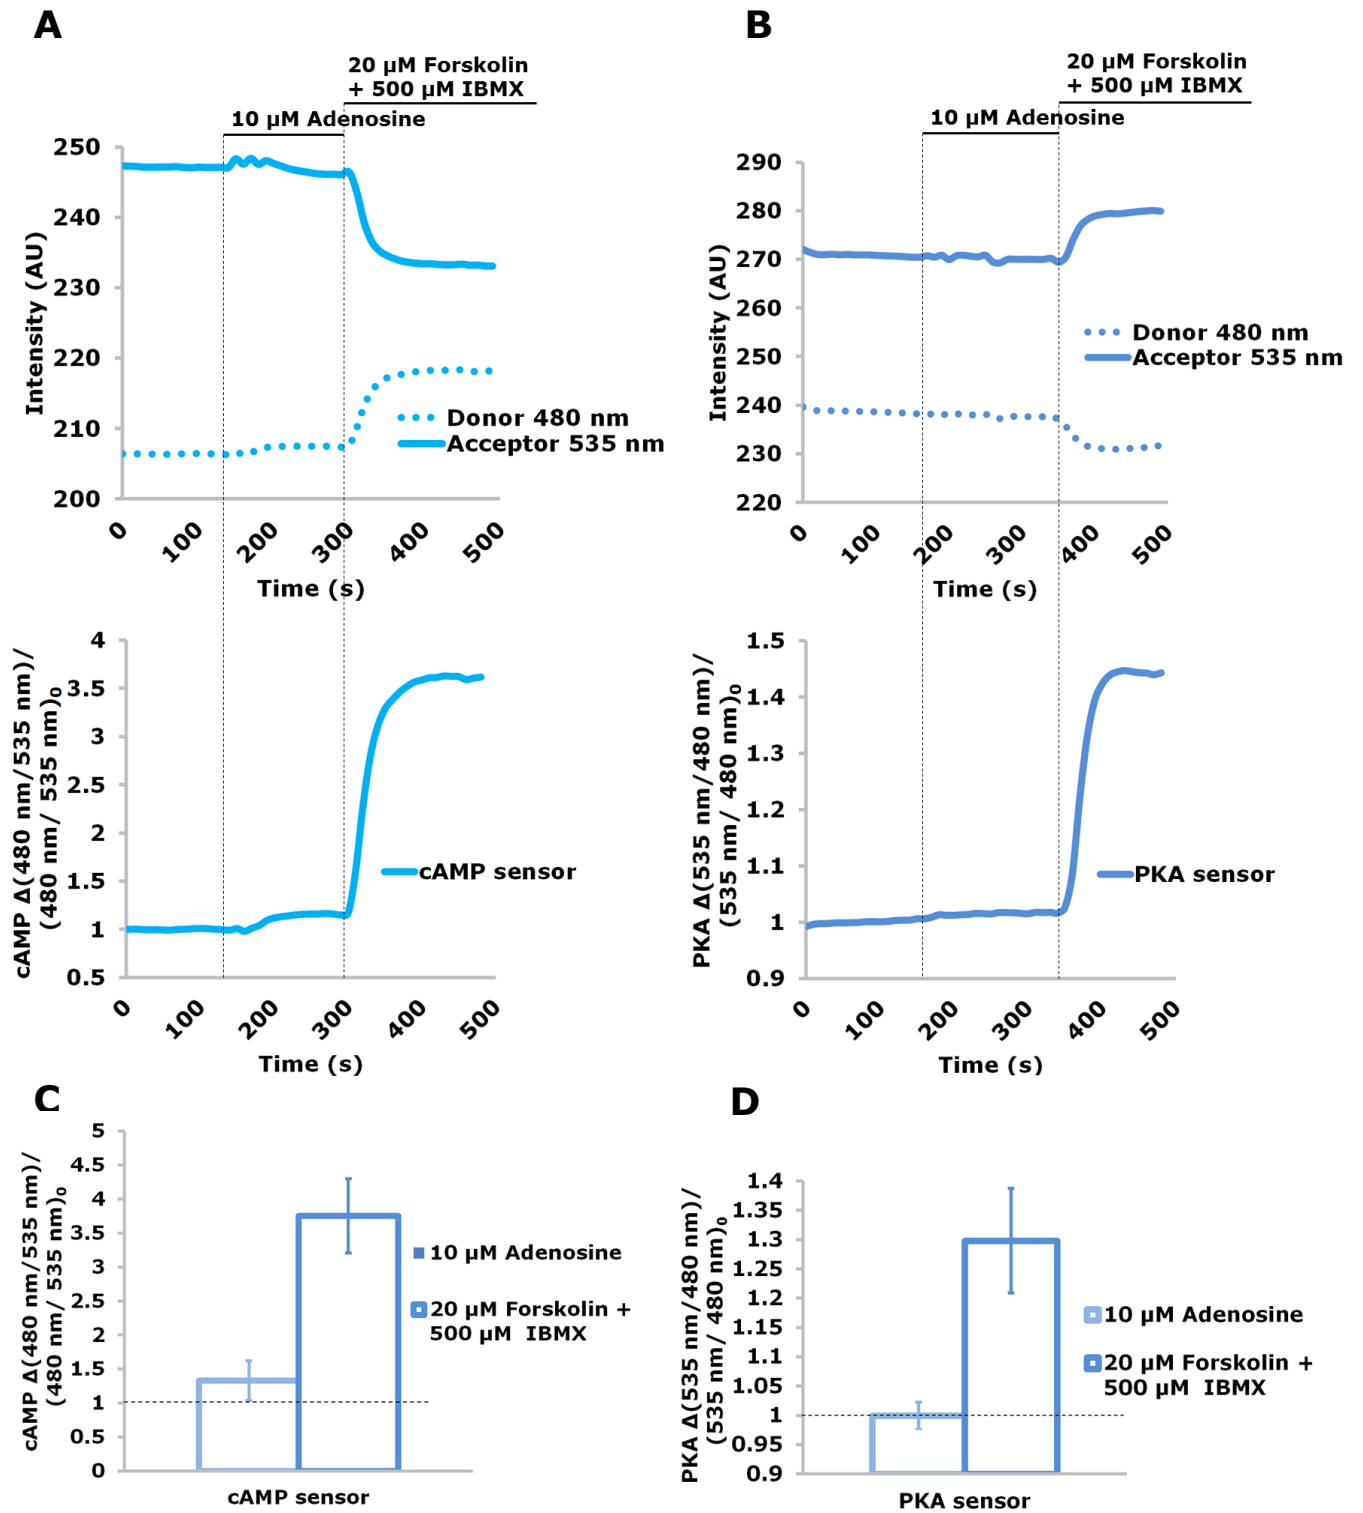 A
20 µM Forskolin
+ 500 µM IBMX
10 µM Adenosine
250
240
230
220
210
200
Intensity (AU)
Donor 480 nm
Acceptor 535 nm
0
100
200
300
400
500
Time (s)
4
3.5
3
2.5
2
1.5
1
0.5
cAMP Δ(480 nm/535 nm)/
(480 nm/ 535 nm)₀
cAMP sensor
0
100
200
300
400
500
Time (s)
B
20 µM Forskolin
+ 500 µM IBMX
10 µM Adenosine
290
280
270
260
250
240
230
220
Intensity (AU)
Donor 480 nm
Acceptor 535 nm
0
100
200
300
400
500
Time (s)
1.5
1.4
1.3
1.2
1.1
1
0.9
PKA Δ(535 nm/480 nm)/
(535 nm/ 480 nm)₀
PKA sensor
0
100
200
300
400
500
Time (s)
C
5
4.5
4
3.5
3
2.5
2
1.5
1
0.5
0
cAMP Δ(480 nm/535 nm)/
(480 nm/ 535 nm)₀
10 µM Adenosine
20 µM Forskolin +
500 µM  IBMX
cAMP sensor
D
1.4
1.35
1.3
1.25
1.2
1.15
1.1
1.05
1
0.95
0.9
PKA Δ(535 nm/480 nm)/
(535 nm/ 480 nm)₀
10 µM Adenosine
20 µM Forskolin +
500 µM  IBMX
PKA sensor